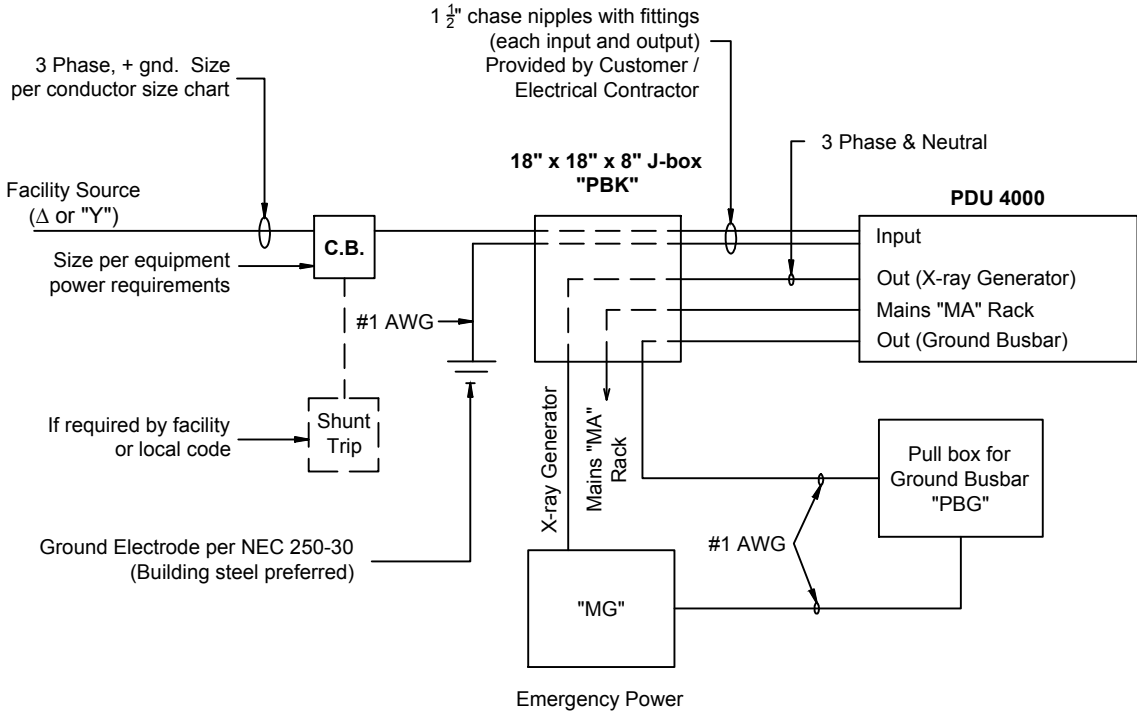 1 1/2" chase nipples with fittings
(each input and output)
Provided by Customer /
Electrical Contractor
3 Phase, + gnd. Size
per conductor size chart
3 Phase & Neutral
18" x 18" x 8" J-box
"PBK"
PDU 4000
Facility Source
(Δ or "Y")
C.B.
Input
Size per equipment
power requirements
Out (X-ray Generator)
Mains "MA" Rack
Out (Ground Busbar)
#1 AWG
If required by facility
or local code
Shunt
Trip
X-ray Generator
Mains "MA"
Rack
Pull box for
Ground Busbar
"PBG"
#1 AWG
Ground Electrode per NEC 250-30
(Building steel preferred)
"MG"
Emergency Power